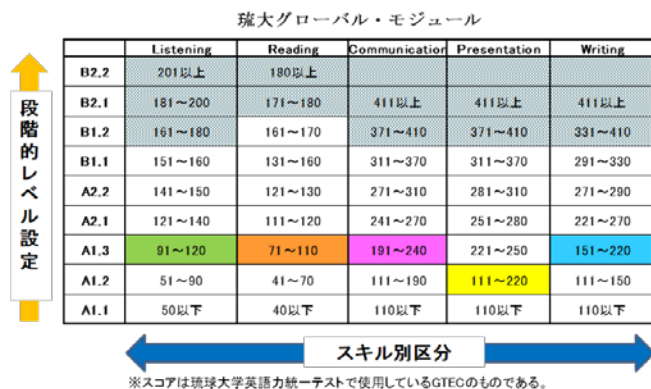 琉大グローバル・モジュール
Listening Reading Communication Presentation Writing
B2.2 201以上 180以上
B2.1 181～200 171～180 411以上 411以上 411以上
B1.2 161～180 161～170 371～410 371～410 331～410
B1.1 151～160 131～160 311～370 311～370 291～330
A2.2 141～150 121～130 271～310 281～310 271～290
A2.1 121～140 111～120 241～270 251～280 221～270
A1.3 91～120 71～110 191～240 221～250 151～220
A1.2 51～90 41～70 111～190 111～220 111～150
A1.1 50以下 40以下 110以下 110以下 110以下
段階的レベル設定
スキル別区分
※スコアは琉球大学英語力統一テストで使用しているGTECのものである。